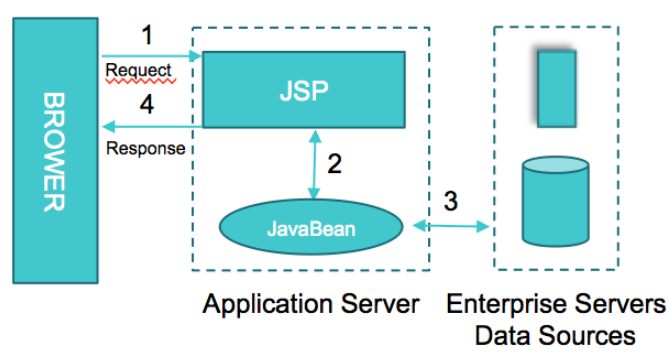 BROWER
1
Requect
4
Response
JSP
2
JavaBean
3
Application Server
Enterprise Servers
Data Sources